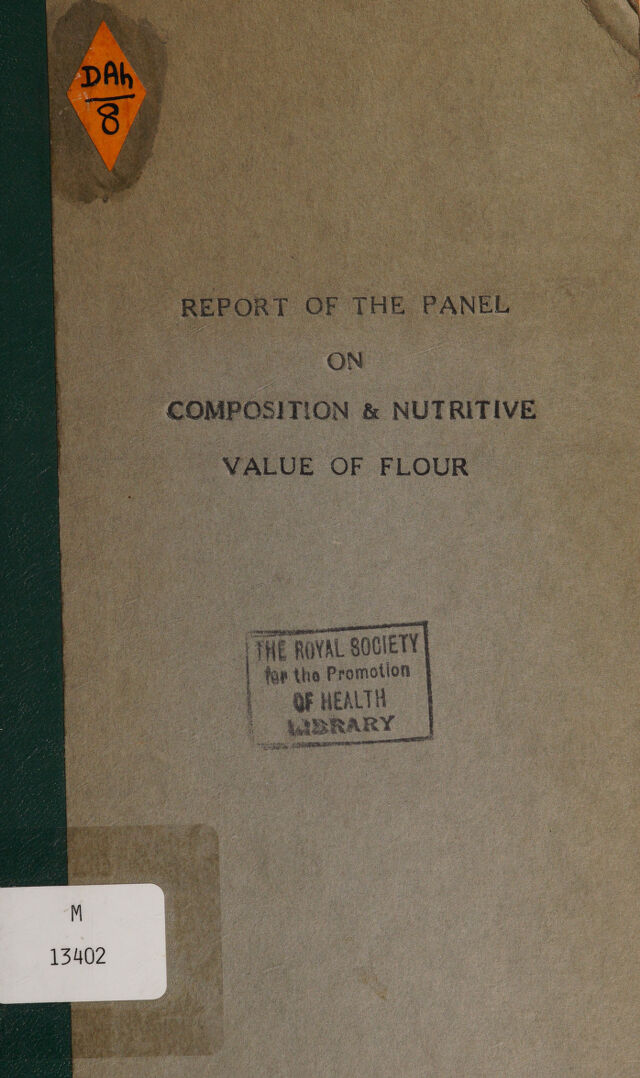 DAh
8
REPORT OF THE PANEL
ON
COMPOSITION & NUTRITIVE
VALUE OF FLOUR
THE ROYAL SOCIETY
for the Promotion
OF HEALTH
LIBRARY
M
13402